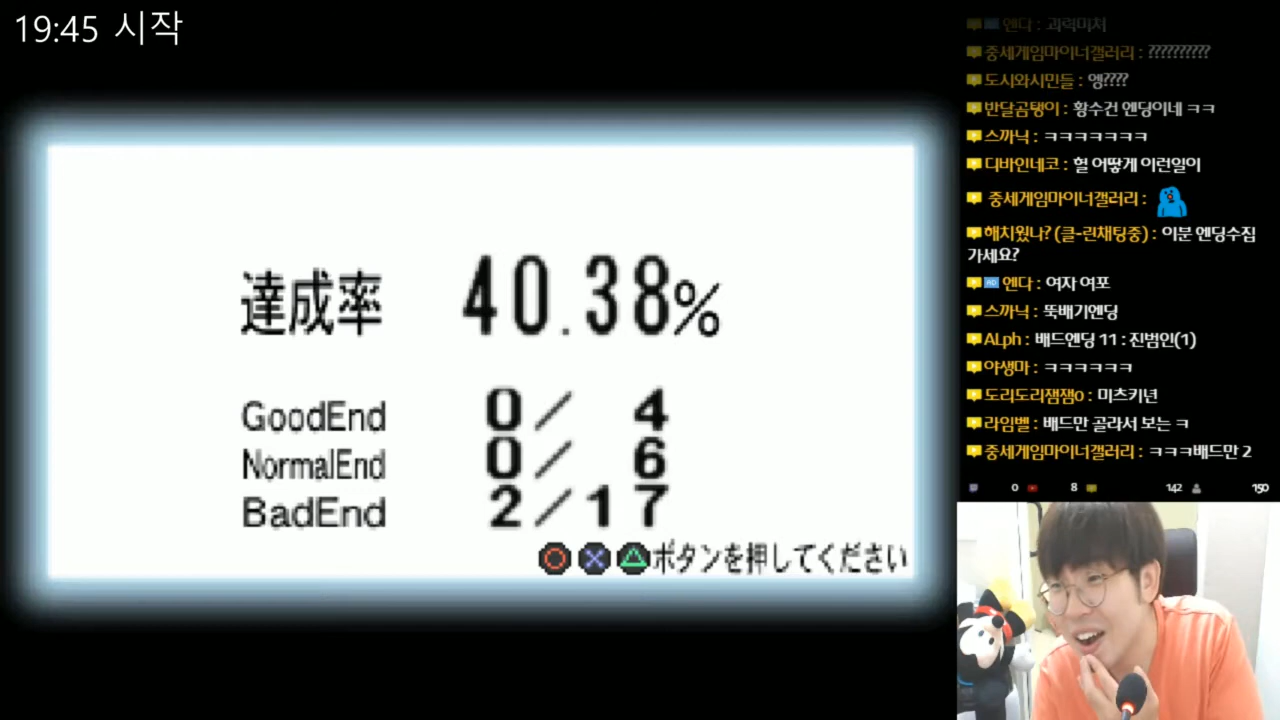 19:45 시작
達成率 40.38%
GoodEnd 0/ 4
NormalEnd 0/ 6
BadEnd 2/17
ボタンを押してください
엔다 : 괴력미쳐
중세게임마이너갤러리 : ??????????
도시와시민들 : 엥????
반달곰탱이 : 황수건 엔딩이네 ㅋㅋ
스까닉 : ㅋㅋㅋㅋㅋㅋㅋ
디바인네코 : 헐 어떻게 이런일이
중세게임마이너갤러리 :
해치웠나? (클-린채팅중) : 이분 엔딩수집
가세요?
AD 엔다 : 여자 여포
스까닉 : 뚝배기엔딩
ALph : 배드엔딩 11 : 진범인(1)
야생마 : ㅋㅋㅋㅋㅋㅋ
도리도리잼잼o : 미츠키년
라임벨 : 배드만 골라서 보는 ㅋ
중세게임마이너갤러리 : ㅋㅋㅋ배드만 2
0 8 142 150